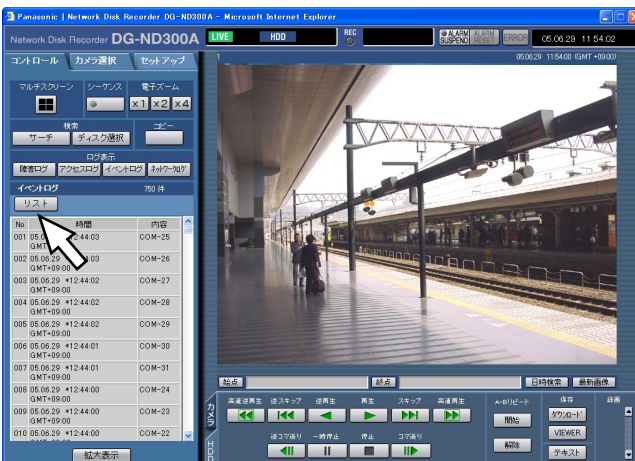 Panasonic | Network Disk Recorder DG-ND300A - Microsoft Internet Explorer
Network Disk Recorder DG-ND300A
LIVE HDD REC ALARM SUSPEND ALARM RESET ERROR 05.06.29 11:54:02
コントロール カメラ選択 セットアップ
1 05.06.29 11:54:00 (GMT +09:00)
マルチスクリーン シーケンス 電子ズーム
×1 ×2 ×4
検索 コピー
サーチ ディスク選択
ログ表示
障害ログ アクセスログ イベントログ ネットワークログ
イベントログ 750 件
リスト
No 時間 内容
001 05.06.29 *12:44:03 COM-25
GMT+09:00
002 05.06.29 *12:44:03 COM-26
GMT+09:00
003 05.06.29 *12:44:02 COM-27
GMT+09:00
004 05.06.29 *12:44:02 COM-28
GMT+09:00
005 05.06.29 *12:44:02 COM-29
GMT+09:00
006 05.06.29 *12:44:01 COM-30
GMT+09:00
007 05.06.29 *12:44:01 COM-31
GMT+09:00
008 05.06.29 *12:44:00 COM-24
GMT+09:00
009 05.06.29 *12:44:00 COM-23
GMT+09:00
010 05.06.29 *12:44:00 COM-22
拡大表示
始点 終点 日時検索 最新画像
カメラ
HDD
高速逆再生 逆スキップ 逆再生 再生 スキップ 高速再生 A-Bリピート 保存 録画
開始 ダウンロード
逆コマ送り 一時停止 停止 コマ送り VIEWER
解除 テキスト